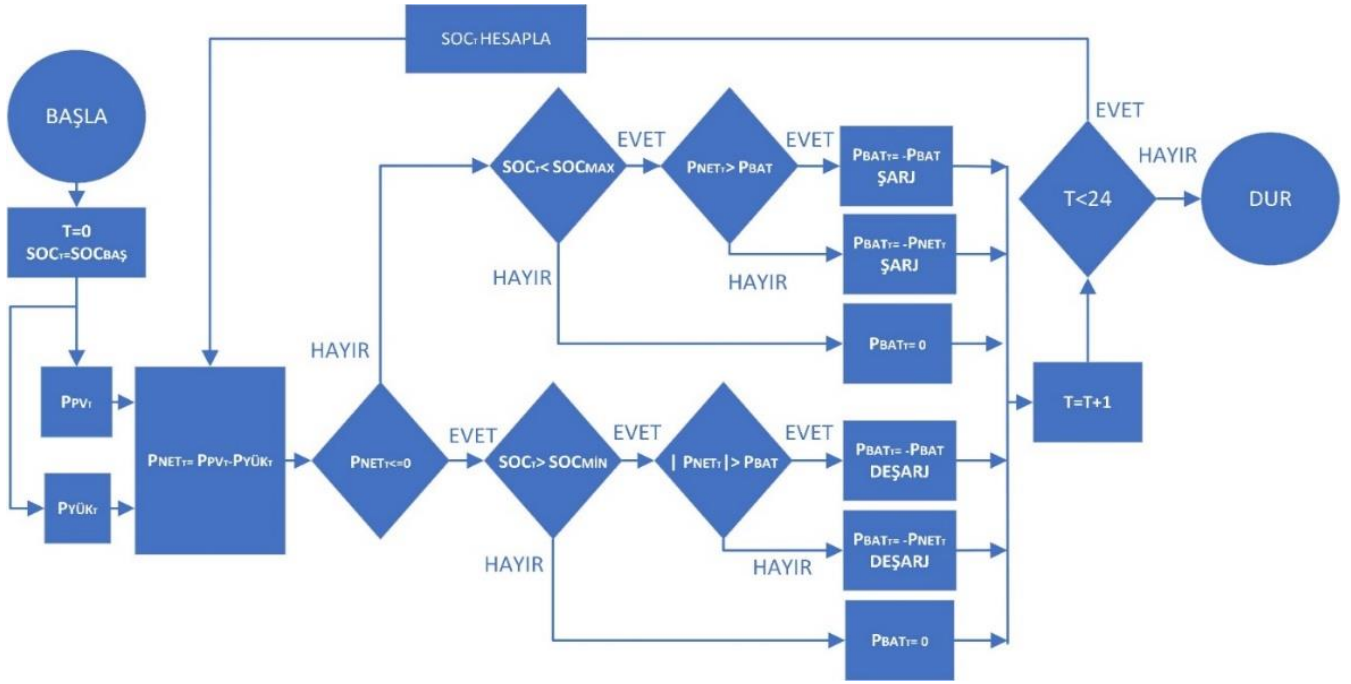 SOCT HESAPLA
BAŞLA
T=0
SOCT=SOCBAŞ
PPVT
PYÜKT
PNETT= PPVT-PYÜKT
PNETT<=0
HAYIR
EVET
SOCT< SOCMAX
EVET
HAYIR
PNETT> PBAT
EVET
HAYIR
PBATT= -PBAT
ŞARJ
PBATT= -PNETT
ŞARJ
PBATT= 0
SOCT> SOCMİN
EVET
HAYIR
| PNETT|> PBAT
EVET
HAYIR
PBATT= -PBAT
DEŞARJ
PBATT= -PNETT
DEŞARJ
PBATT= 0
T=T+1
T<24
EVET
HAYIR
DUR